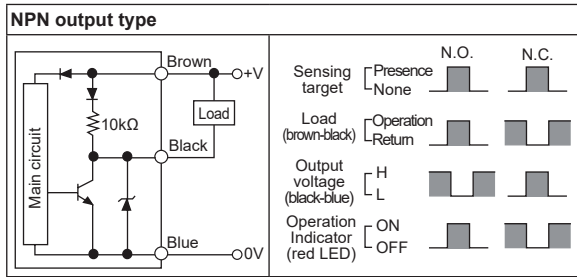 NPN output type
Brown
+V
Load
10kΩ
Black
Main circuit
Blue
0V
N.O.
N.C.
Sensing target
Presence
None
Load
(brown-black)
Operation
Return
Output voltage
(black-blue)
H
L
Operation Indicator
(red LED)
ON
OFF